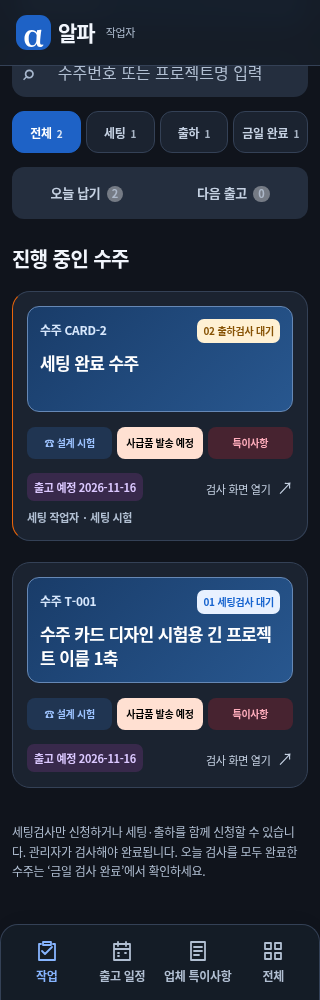 α 알파 작업자
수주번호 또는 프로젝트명 입력
전체 2 세팅 1 출하 1 금일 완료 1
오늘 납기 2 다음 출고 0
진행 중인 수주
수주 CARD-2 02 출하검사 대기
세팅 완료 수주
☎ 설계 시험 사급품 발송 예정 특이사항
출고 예정 2026-11-16 검사 화면 열기 ↗
세팅 작업자 · 세팅 시험
수주 T-001 01 세팅검사 대기
수주 카드 디자인 시험용 긴 프로젝
트 이름 1축
☎ 설계 시험 사급품 발송 예정 특이사항
출고 예정 2026-11-16 검사 화면 열기 ↗
세팅검사만 신청하거나 세팅·출하를 함께 신청할 수 있습니
다. 관리자가 검사해야 완료됩니다. 오늘 검사를 모두 완료한
수주는 ‘금일 검사 완료’에서 확인하세요.
작업 출고 일정 업체 특이사항 전체